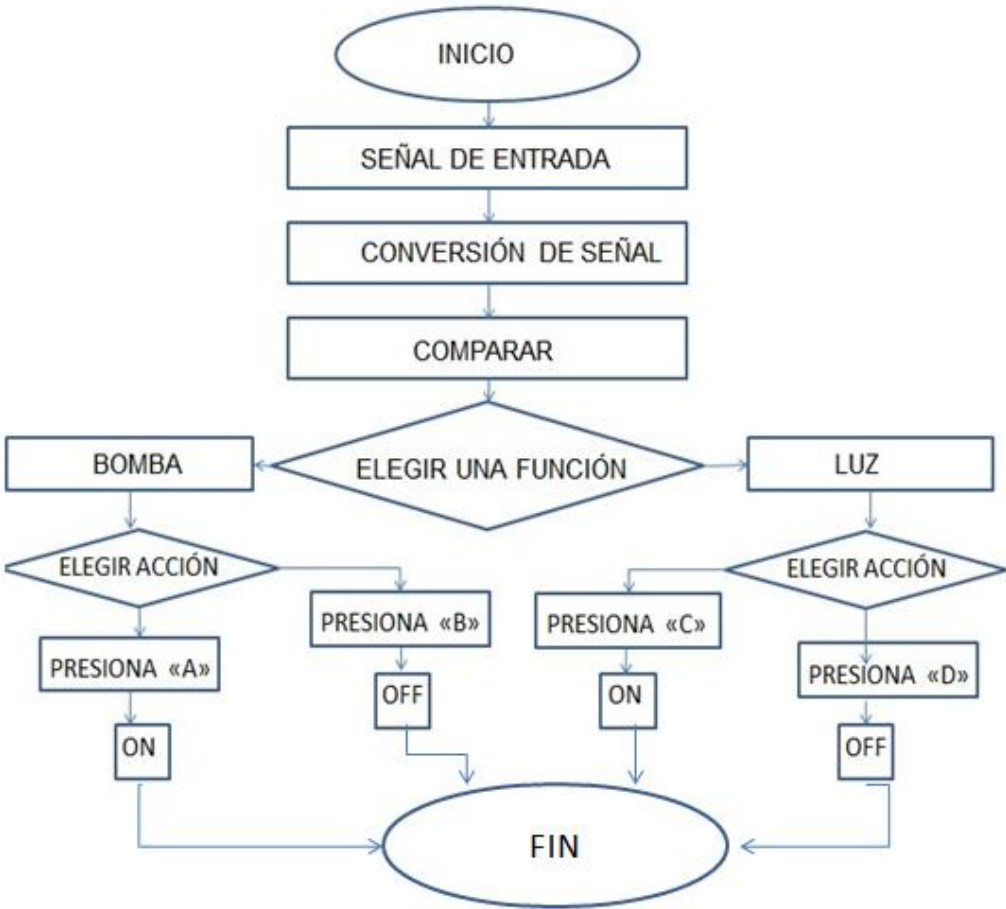 INICIO
SEÑAL DE ENTRADA
CONVERSIÓN DE SEÑAL
COMPARAR
BOMBA
ELEGIR UNA FUNCIÓN
LUZ
ELEGIR ACCIÓN
ELEGIR ACCIÓN
PRESIONA «A»
PRESIONA «B»
PRESIONA «C»
PRESIONA «D»
ON
OFF
ON
OFF
FIN